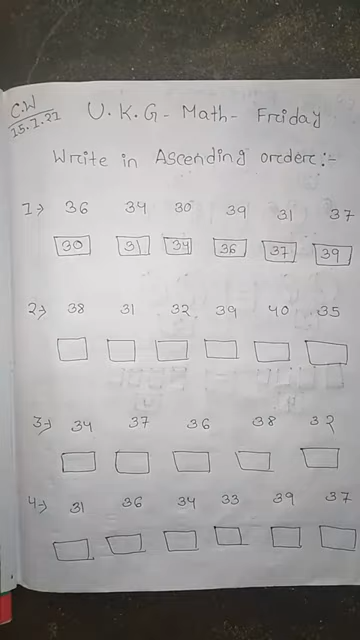 C.W
15.1.21
U.K.G - Math - Friday
Write in Ascending order:-
1→ 36 34 30 39 31 37
30 31 34 36 37 39
2→ 38 31 32 39 40 35
3→ 34 37 36 38 32
4→ 31 36 34 33 39 37